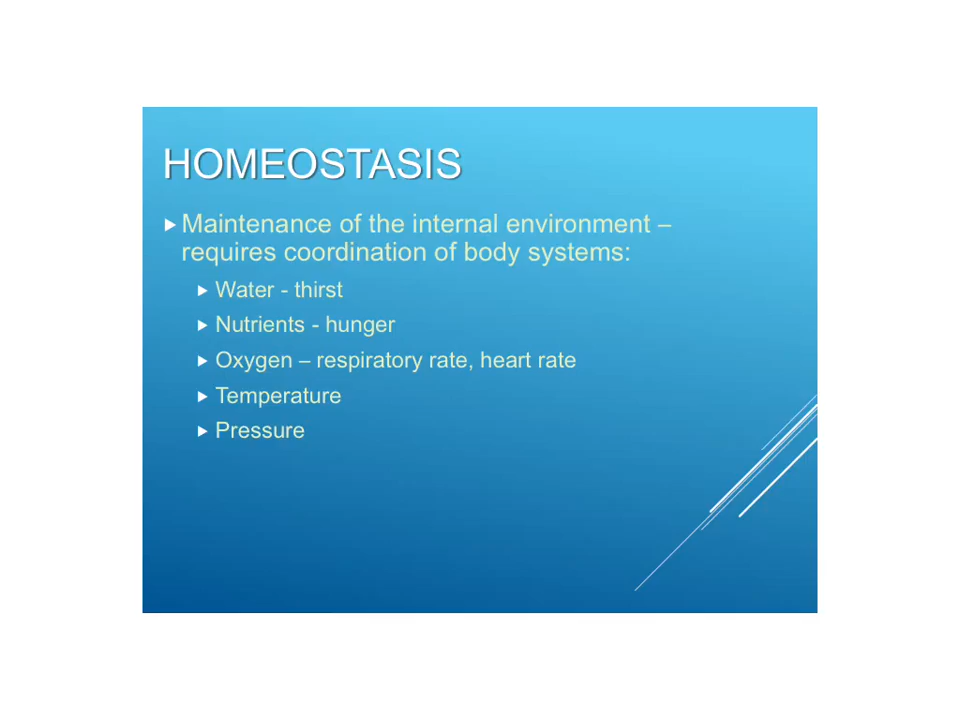 HOMEOSTASIS
Maintenance of the internal environment –
requires coordination of body systems:
Water - thirst
Nutrients - hunger
Oxygen – respiratory rate, heart rate
Temperature
Pressure